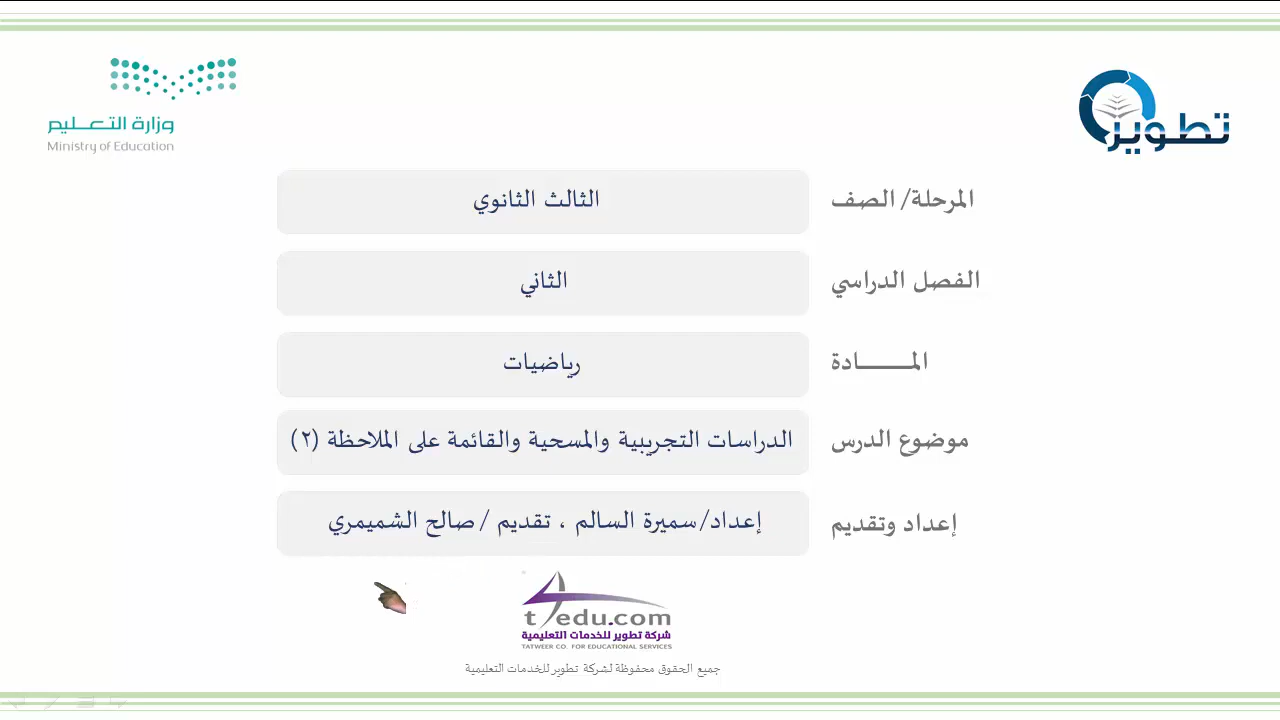 وزارة التعليم
Ministry of Education
تطوير
المرحلة/ الصف
الثالث الثانوي
الفصل الدراسي
الثاني
المــــــادة
رياضيات
موضوع الدرس
الدراسات التجريبية والمسحية والقائمة على الملاحظة (٢)
إعداد وتقديم
إعداد/سميرة السالم ، تقديم / صالح الشميمري
t4edu.com
شركة تطوير للخدمات التعليمية
TATWEER CO. FOR EDUCATIONAL SERVICES
جميع الحقوق محفوظة لشركة تطوير للخدمات التعليمية